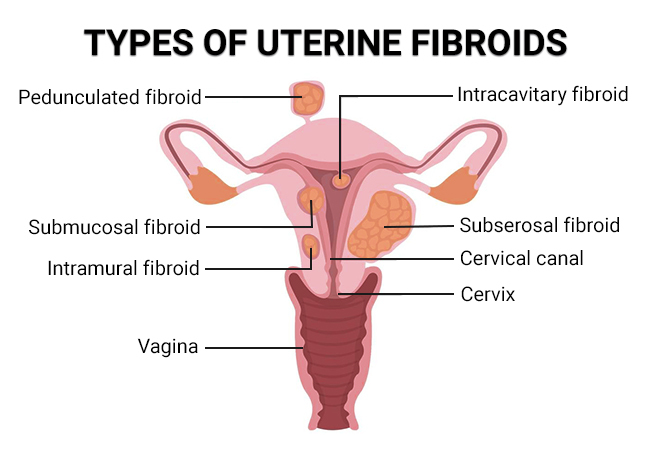 TYPES OF UTERINE FIBROIDS
Pedunculated fibroid
Intracavitary fibroid
Submucosal fibroid
Subserosal fibroid
Intramural fibroid
Cervical canal
Cervix
Vagina